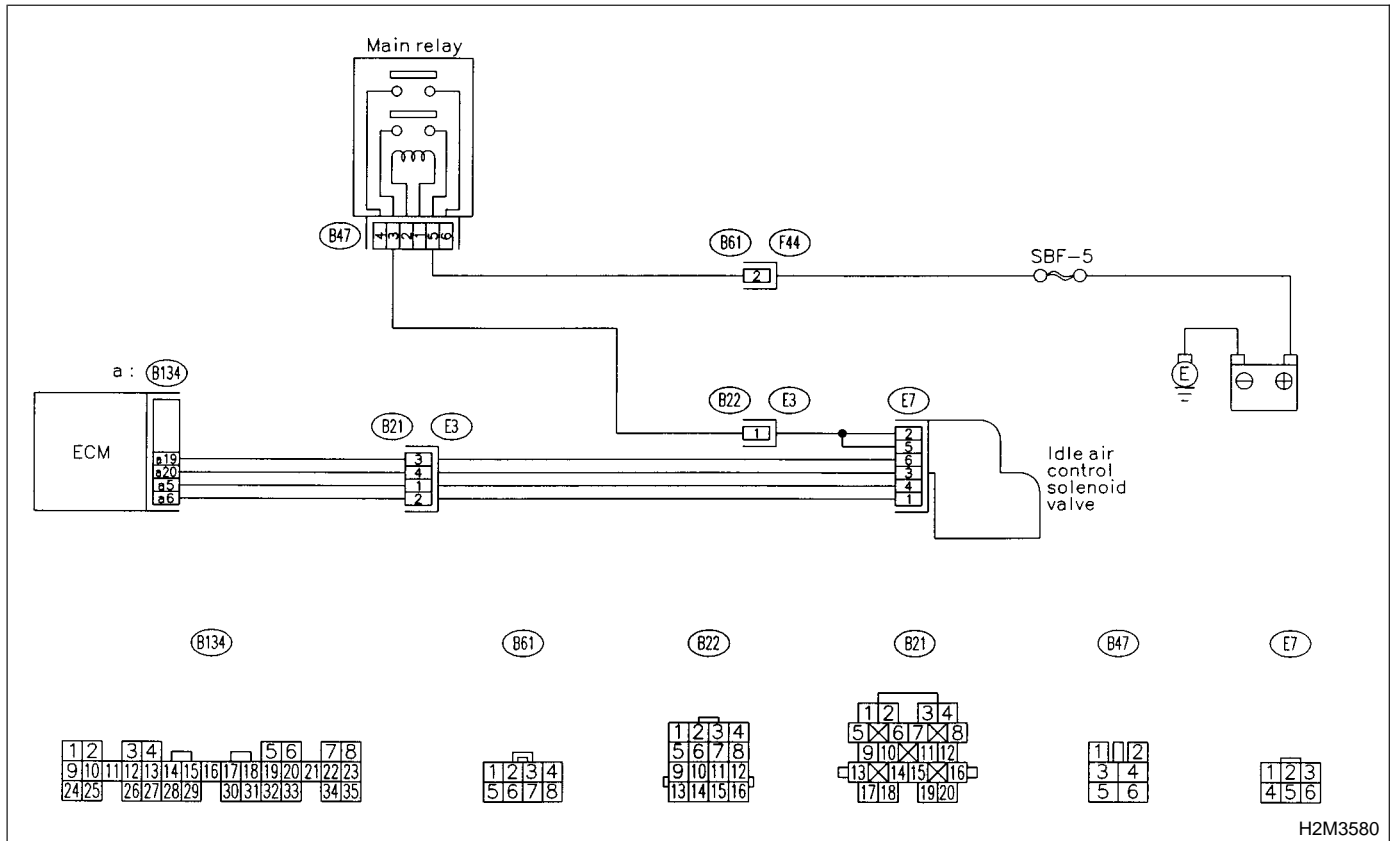 Main relay
B47
4 3 2 1 5 6
B61 F44
2
SBF-5
E
⊖ ⊕
a : B134
ECM
a19
a20
a5
a6
B21 E3
3
4
1
2
B22 E3
1
E7
2
5
6
3
4
1
Idle air
control
solenoid
valve
B134
1 2 3 4 5 6 7 8
9 10 11 12 13 14 15 16 17 18 19 20 21 22 23
24 25 26 27 28 29 30 31 32 33 34 35
B61
1 2 3 4
5 6 7 8
B22
1 2 3 4
5 6 7 8
9 10 11 12
13 14 15 16
B21
1 2 3 4
5 6 7 8
9 10 11 12
13 14 15 16
17 18 19 20
B47
1 2
3 4
5 6
E7
1 2 3
4 5 6
H2M3580